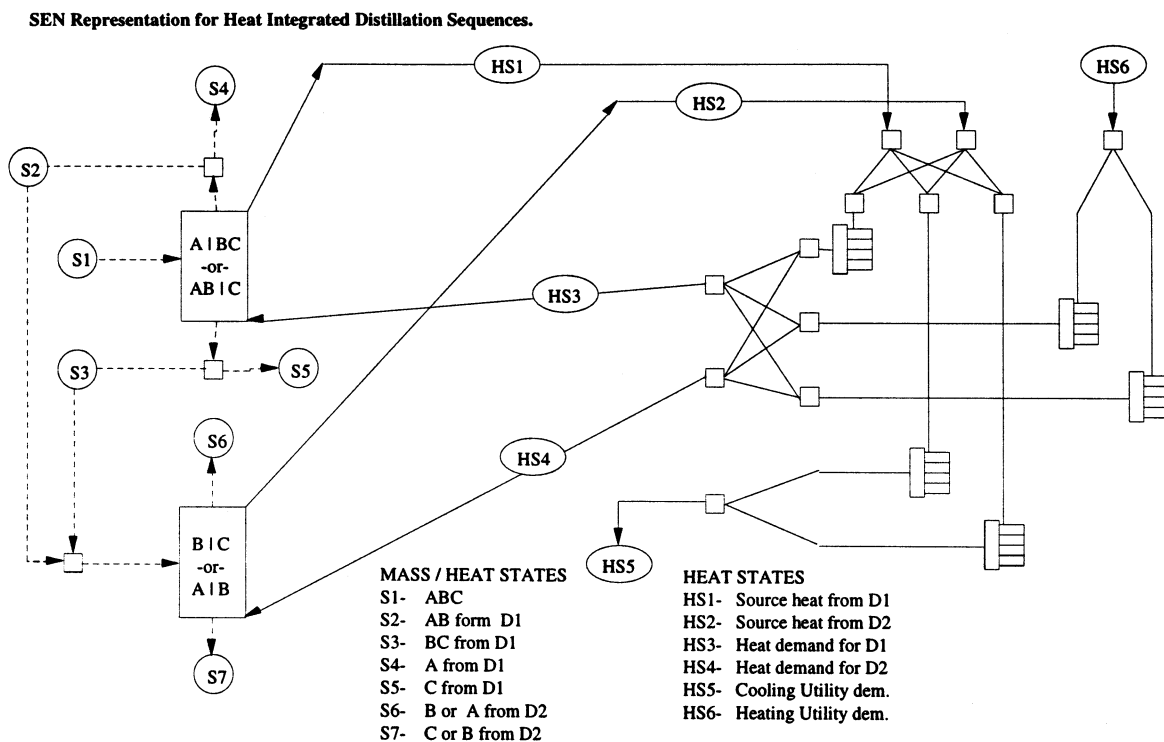 SEN Representation for Heat Integrated Distillation Sequences.
S4
HS1
HS6
HS2
S2
A | BC
-or-
AB | C
S1
HS3
S3
S5
S6
HS4
B | C
-or-
A | B
HS5
S7
MASS / HEAT STATES
S1- ABC
S2- AB form D1
S3- BC from D1
S4- A from D1
S5- C from D1
S6- B or A from D2
S7- C or B from D2
HEAT STATES
HS1- Source heat from D1
HS2- Source heat from D2
HS3- Heat demand for D1
HS4- Heat demand for D2
HS5- Cooling Utility dem.
HS6- Heating Utility dem.